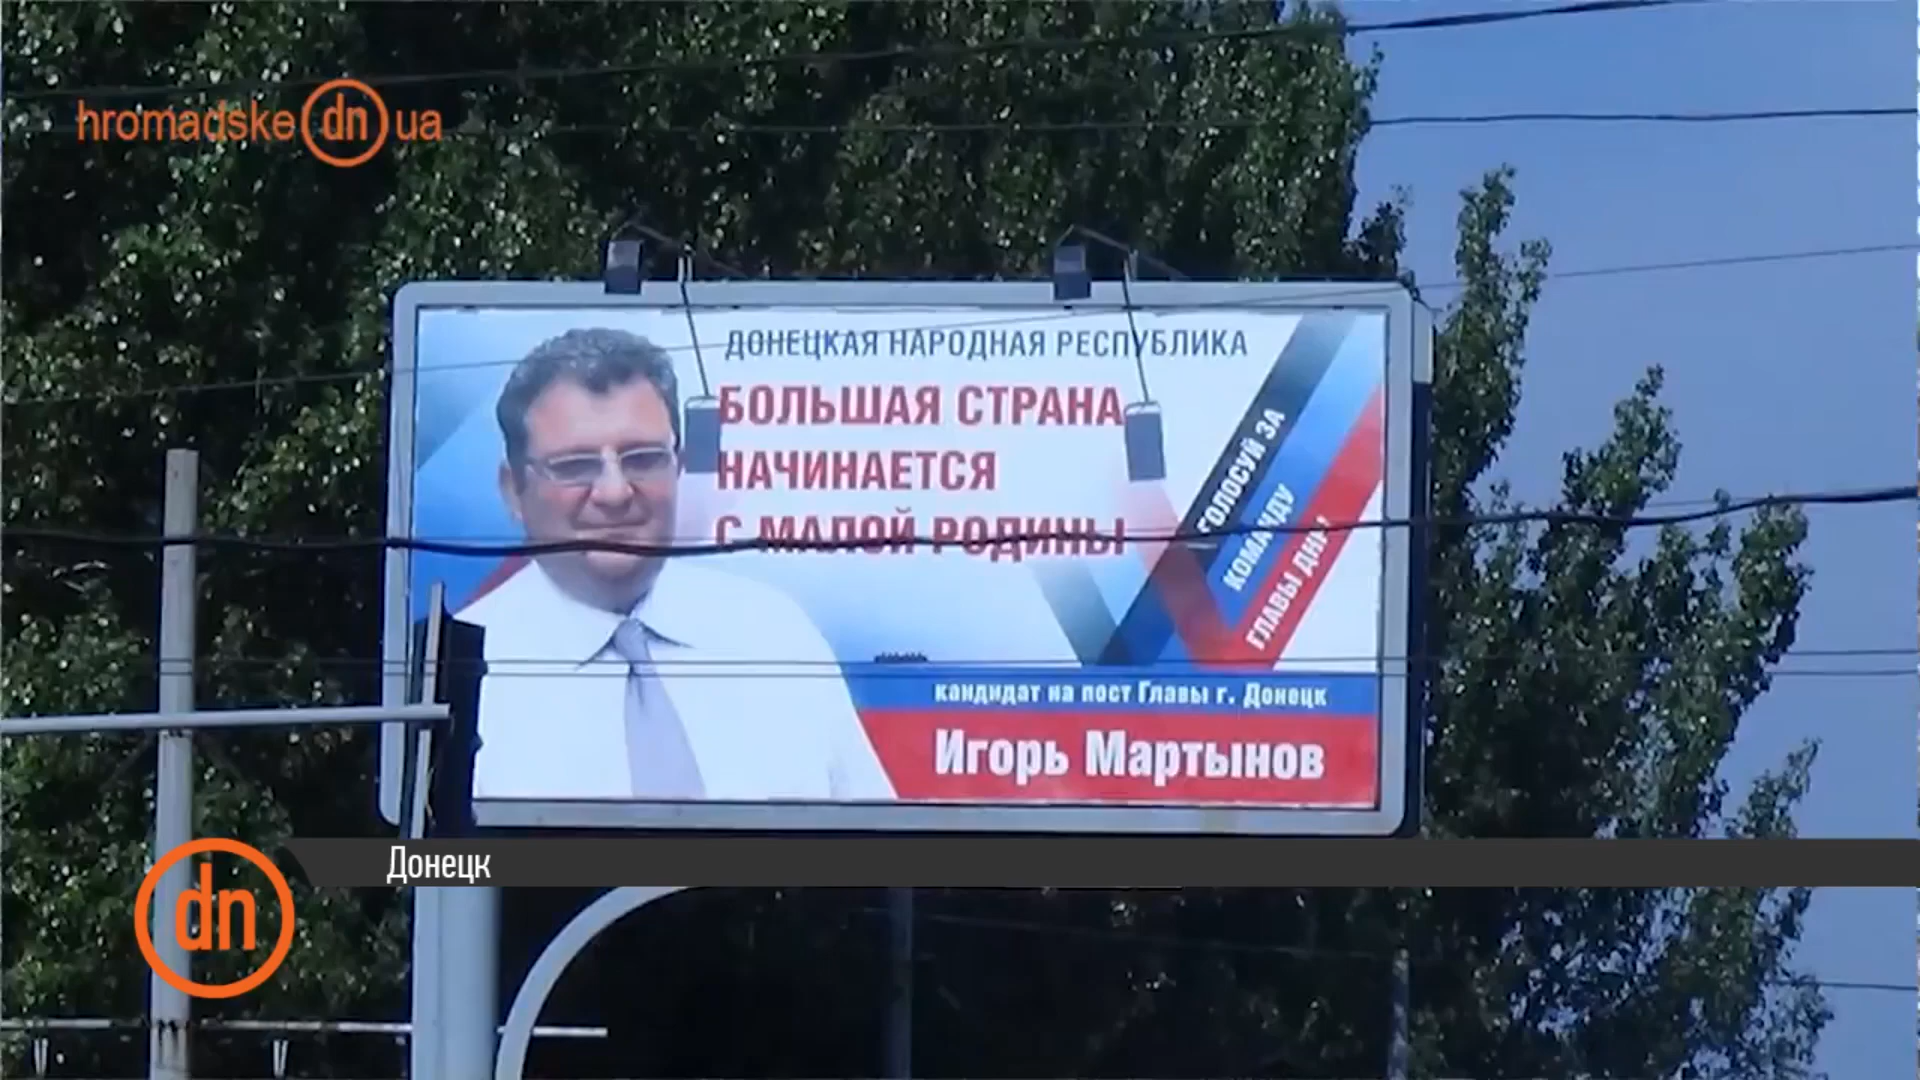 hromadske dn ua
ДОНЕЦКАЯ НАРОДНАЯ РЕСПУБЛИКА
БОЛЬШАЯ СТРАНА
НАЧИНАЕТСЯ
С МАЛОЙ РОДИНЫ
ГОЛОСУЙ ЗА
КОМАНДУ
ГЛАВЫ ДНР!
кандидат на пост Главы г. Донецк
Игорь Мартынов
Донецк
dn